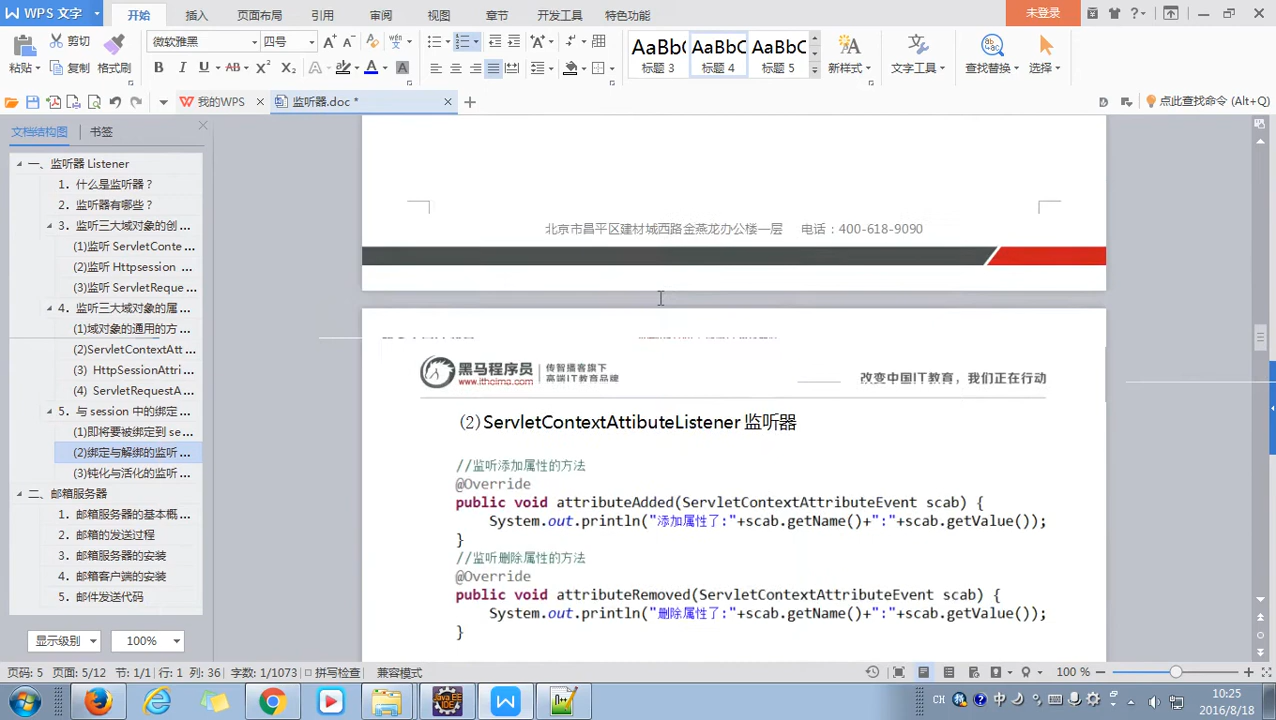 WPS 文字
开始
插入
页面布局
引用
审阅
视图
章节
开发工具
特色功能
未登录
粘贴
剪切
复制
格式刷
微软雅黑
四号
AaBbC
标题 3
AaBbC
标题 4
AaBbC
标题 5
新样式
文字工具
查找替换
选择
我的WPS
监听器.doc *
点此查找命令 (Alt+Q)
文档结构图
书签
一、监听器 Listener
1. 什么是监听器？
2. 监听器有哪些？
3. 监听三大域对象的创 ...
(1)监听 ServletConte ...
(2)监听 Httpsession ...
(3)监听 ServletReque ...
4. 监听三大域对象的属 ...
(1)域对象的通用的方 ...
(2)ServletContextAtt ...
(3) HttpSessionAttri ...
(4) ServletRequestA ...
5. 与 session 中的绑定 ...
(1)即将要被绑定到 se ...
(2)绑定与解绑的监听 ...
(3)钝化与活化的监听 ...
二、邮箱服务器
1. 邮箱服务器的基本概 ...
2. 邮箱的发送过程
3. 邮箱服务器的安装
4. 邮箱客户端的安装
5. 邮件发送代码
显示级别
100%
北京市昌平区建材城西路金燕龙办公楼一层 电话：400-618-9090
黑马程序员
www.itheima.com
传智播客旗下
高端IT教育品牌
改变中国IT教育，我们正在行动
(2)ServletContextAttibuteListener 监听器
//监听添加属性的方法
@Override
public void attributeAdded(ServletContextAttributeEvent scab) {
System.out.println("添加属性了:"+scab.getName()+":"+scab.getValue());
}
//监听删除属性的方法
@Override
public void attributeRemoved(ServletContextAttributeEvent scab) {
System.out.println("删除属性了:"+scab.getName()+":"+scab.getValue());
}
页码: 5 页面: 5/12 节: 1/1 行: 1 列: 36 字数: 1/1073 拼写检查 兼容模式
100 %
CH
10:25
2016/8/18